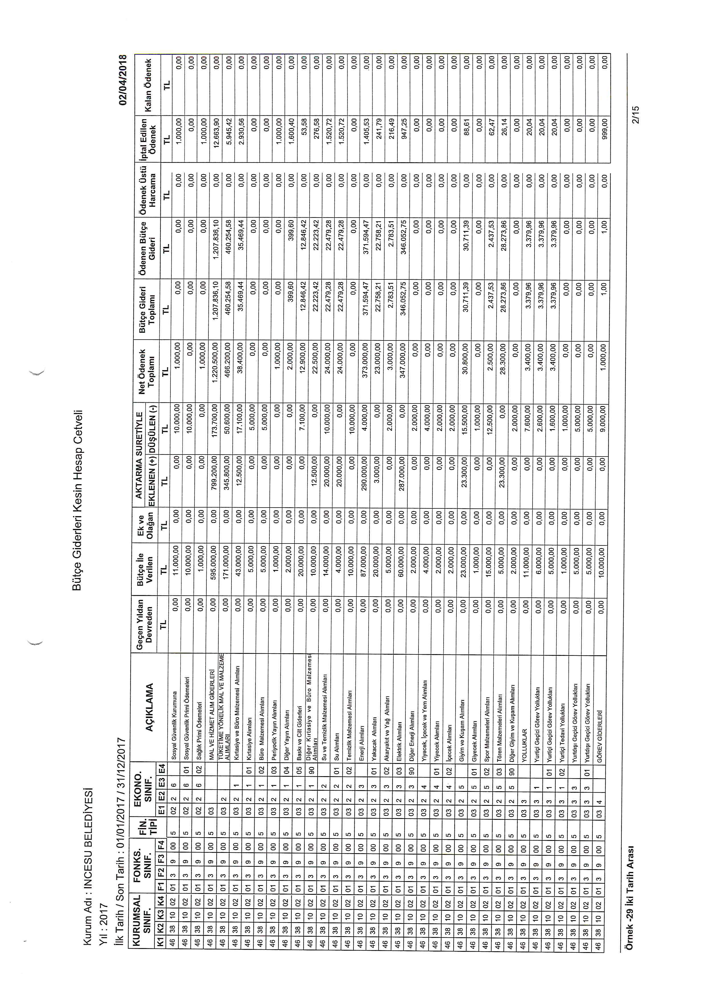 Bütçe Giderleri Kesin Hesap Cetveli
Kurum Adı : INCESU BELEDİYESİ
Yıl : 2017
İlk Tarih / Son Tarih : 01/01/2017 / 31/12/2017 02/04/2018
KURUMSAL SINIF. FONKS. SINIF. FİN. TİPİ EKONO. SINIF. AÇIKLAMA Geçen Yıldan Devreden Bütçe İle Verilen Ek ve Olağan AKTARMA SURETİYLE Net Ödenek Toplamı Bütçe Gideri Toplamı Ödenen Bütçe Gideri Ödenek Üstü Harcama İptal Edilen Ödenek Kalan Ödenek
EKLENEN (+) DÜŞÜLEN (-)
K1 K2 K3 K4 F1 F2 F3 F4 E1 E2 E3 E4 TL TL TL TL TL TL TL TL TL TL TL
46 38 10 02 01 3 9 00 5 02 2 6 Sosyal Güvenlik Kurumuna 0,00 11.000,00 0,00 0,00 10.000,00 1.000,00 0,00 0,00 0,00 1.000,00 0,00
46 38 10 02 01 3 9 00 5 02 2 6 01 Sosyal Güvenlik Primi Ödemeleri 0,00 10.000,00 0,00 0,00 10.000,00 0,00 0,00 0,00 0,00 0,00 0,00
46 38 10 02 01 3 9 00 5 02 2 6 02 Sağlık Primi Ödemeleri 0,00 1.000,00 0,00 0,00 0,00 1.000,00 0,00 0,00 0,00 1.000,00 0,00
46 38 10 02 01 3 9 00 5 03 MAL VE HİZMET ALIM GİDERLERİ 0,00 595.000,00 0,00 799.200,00 173.700,00 1.220.500,00 1.207.836,10 1.207.836,10 0,00 12.663,90 0,00
46 38 10 02 01 3 9 00 5 03 2 TÜKETİME YÖNELİK MAL VE MALZEME ALIMLARI 0,00 171.000,00 0,00 345.800,00 50.600,00 466.200,00 460.254,58 460.254,58 0,00 5.945,42 0,00
46 38 10 02 01 3 9 00 5 03 2 1 Kırtasiye ve Büro Malzemesi Alımları 0,00 43.000,00 0,00 12.500,00 17.100,00 38.400,00 35.469,44 35.469,44 0,00 2.930,56 0,00
46 38 10 02 01 3 9 00 5 03 2 1 01 Kırtasiye Alımları 0,00 5.000,00 0,00 0,00 5.000,00 0,00 0,00 0,00 0,00 0,00 0,00
46 38 10 02 01 3 9 00 5 03 2 1 02 Büro Malzemesi Alımları 0,00 5.000,00 0,00 0,00 5.000,00 0,00 0,00 0,00 0,00 0,00 0,00
46 38 10 02 01 3 9 00 5 03 2 1 03 Periyodik Yayın Alımları 0,00 1.000,00 0,00 0,00 0,00 1.000,00 0,00 0,00 0,00 1.000,00 0,00
46 38 10 02 01 3 9 00 5 03 2 1 04 Diğer Yayın Alımları 0,00 2.000,00 0,00 0,00 0,00 2.000,00 399,60 399,60 0,00 1.600,40 0,00
46 38 10 02 01 3 9 00 5 03 2 1 05 Baskı ve Cilt Giderleri 0,00 20.000,00 0,00 0,00 7.100,00 12.900,00 12.846,42 12.846,42 0,00 53,58 0,00
46 38 10 02 01 3 9 00 5 03 2 1 90 Diğer Kırtasiye ve Büro Malzemesi Alımları 0,00 10.000,00 0,00 12.500,00 0,00 22.500,00 22.223,42 22.223,42 0,00 276,58 0,00
46 38 10 02 01 3 9 00 5 03 2 2 Su ve Temizlik Malzemesi Alımları 0,00 14.000,00 0,00 20.000,00 10.000,00 24.000,00 22.479,28 22.479,28 0,00 1.520,72 0,00
46 38 10 02 01 3 9 00 5 03 2 2 01 Su Alımları 0,00 4.000,00 0,00 20.000,00 0,00 24.000,00 22.479,28 22.479,28 0,00 1.520,72 0,00
46 38 10 02 01 3 9 00 5 03 2 2 02 Temizlik Malzemesi Alımları 0,00 10.000,00 0,00 0,00 10.000,00 0,00 0,00 0,00 0,00 0,00 0,00
46 38 10 02 01 3 9 00 5 03 2 3 Enerji Alımları 0,00 87.000,00 0,00 290.000,00 4.000,00 373.000,00 371.594,47 371.594,47 0,00 1.405,53 0,00
46 38 10 02 01 3 9 00 5 03 2 3 01 Yakacak Alımları 0,00 20.000,00 0,00 3.000,00 0,00 23.000,00 22.758,21 22.758,21 0,00 241,79 0,00
46 38 10 02 01 3 9 00 5 03 2 3 02 Akaryakıt ve Yağ Alımları 0,00 5.000,00 0,00 0,00 2.000,00 3.000,00 2.783,51 2.783,51 0,00 216,49 0,00
46 38 10 02 01 3 9 00 5 03 2 3 03 Elektrik Alımları 0,00 60.000,00 0,00 287.000,00 0,00 347.000,00 346.052,75 346.052,75 0,00 947,25 0,00
46 38 10 02 01 3 9 00 5 03 2 3 90 Diğer Enerji Alımları 0,00 2.000,00 0,00 0,00 2.000,00 0,00 0,00 0,00 0,00 0,00 0,00
46 38 10 02 01 3 9 00 5 03 2 4 Yiyecek, İçecek ve Yem Alımları 0,00 4.000,00 0,00 0,00 4.000,00 0,00 0,00 0,00 0,00 0,00 0,00
46 38 10 02 01 3 9 00 5 03 2 4 01 Yiyecek Alımları 0,00 2.000,00 0,00 0,00 2.000,00 0,00 0,00 0,00 0,00 0,00 0,00
46 38 10 02 01 3 9 00 5 03 2 4 02 İçecek Alımları 0,00 2.000,00 0,00 0,00 2.000,00 0,00 0,00 0,00 0,00 0,00 0,00
46 38 10 02 01 3 9 00 5 03 2 5 Giyim ve Kuşam Alımları 0,00 23.000,00 0,00 23.300,00 15.500,00 30.800,00 30.711,39 30.711,39 0,00 88,61 0,00
46 38 10 02 01 3 9 00 5 03 2 5 01 Giyecek Alımları 0,00 1.000,00 0,00 0,00 1.000,00 0,00 0,00 0,00 0,00 0,00 0,00
46 38 10 02 01 3 9 00 5 03 2 5 02 Spor Malzemeleri Alımları 0,00 15.000,00 0,00 0,00 12.500,00 2.500,00 2.437,53 2.437,53 0,00 62,47 0,00
46 38 10 02 01 3 9 00 5 03 2 5 03 Tören Malzemeleri Alımları 0,00 5.000,00 0,00 23.300,00 0,00 28.300,00 28.273,86 28.273,86 0,00 26,14 0,00
46 38 10 02 01 3 9 00 5 03 2 5 90 Diğer Giyim ve Kuşam Alımları 0,00 2.000,00 0,00 0,00 2.000,00 0,00 0,00 0,00 0,00 0,00 0,00
46 38 10 02 01 3 9 00 5 03 3 YOLLUKLAR 0,00 11.000,00 0,00 0,00 7.600,00 3.400,00 3.379,96 3.379,96 0,00 20,04 0,00
46 38 10 02 01 3 9 00 5 03 3 1 Yurtiçi Geçici Görev Yollukları 0,00 6.000,00 0,00 0,00 2.600,00 3.400,00 3.379,96 3.379,96 0,00 20,04 0,00
46 38 10 02 01 3 9 00 5 03 3 1 01 Yurtiçi Geçici Görev Yollukları 0,00 5.000,00 0,00 0,00 1.600,00 3.400,00 3.379,96 3.379,96 0,00 20,04 0,00
46 38 10 02 01 3 9 00 5 03 3 1 02 Yurtiçi Tedavi Yollukları 0,00 1.000,00 0,00 0,00 1.000,00 0,00 0,00 0,00 0,00 0,00 0,00
46 38 10 02 01 3 9 00 5 03 3 3 Yurtdışı Geçici Görev Yollukları 0,00 5.000,00 0,00 0,00 5.000,00 0,00 0,00 0,00 0,00 0,00 0,00
46 38 10 02 01 3 9 00 5 03 3 3 01 Yurtdışı Geçici Görev Yollukları 0,00 5.000,00 0,00 0,00 5.000,00 0,00 0,00 0,00 0,00 0,00 0,00
46 38 10 02 01 3 9 00 5 03 4 GÖREV GİDERLERİ 0,00 10.000,00 0,00 0,00 9.000,00 1.000,00 1,00 1,00 0,00 999,00 0,00
Örnek -29 İki Tarih Arası 2/15